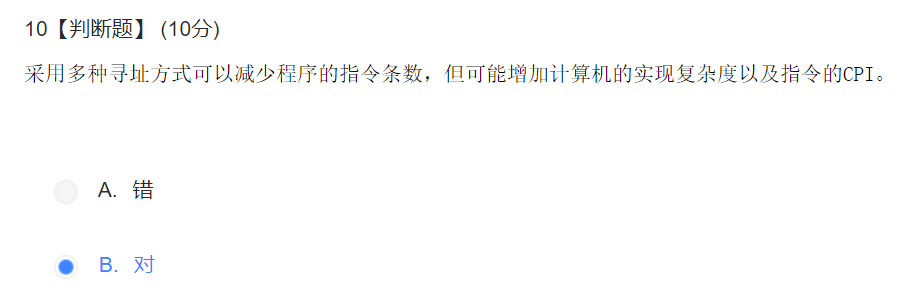 10【判断题】 (10分)
采用多种寻址方式可以减少程序的指令条数，但可能增加计算机的实现复杂度以及指令的CPI。
A. 错
B. 对